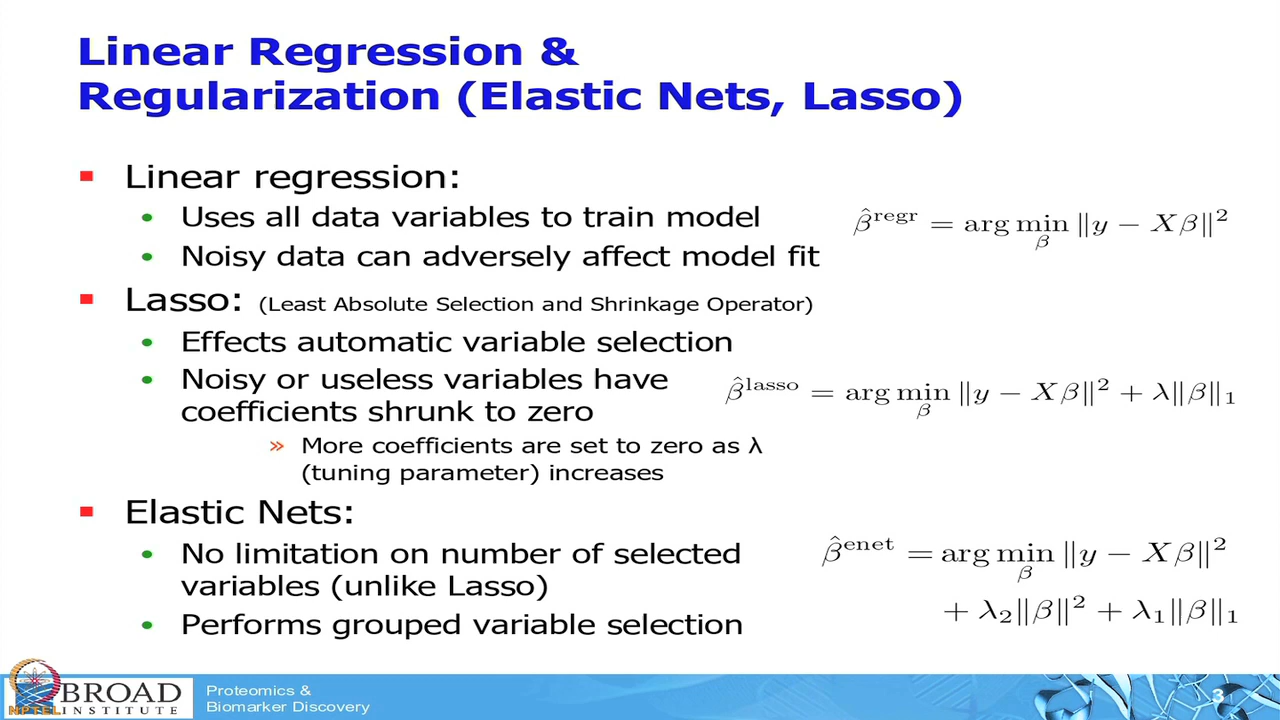 Linear Regression &
Regularization (Elastic Nets, Lasso)
▪ Linear regression:
• Uses all data variables to train model
• Noisy data can adversely affect model fit
β̂^regr = arg min_β ‖y − Xβ‖²
▪ Lasso: (Least Absolute Selection and Shrinkage Operator)
• Effects automatic variable selection
• Noisy or useless variables have
coefficients shrunk to zero
β̂^lasso = arg min_β ‖y − Xβ‖² + λ‖β‖₁
» More coefficients are set to zero as λ
(tuning parameter) increases
▪ Elastic Nets:
• No limitation on number of selected
variables (unlike Lasso)
• Performs grouped variable selection
β̂^enet = arg min_β ‖y − Xβ‖²
+ λ₂‖β‖² + λ₁‖β‖₁
BROAD
INSTITUTE
NPTEL
Proteomics &
Biomarker Discovery
3